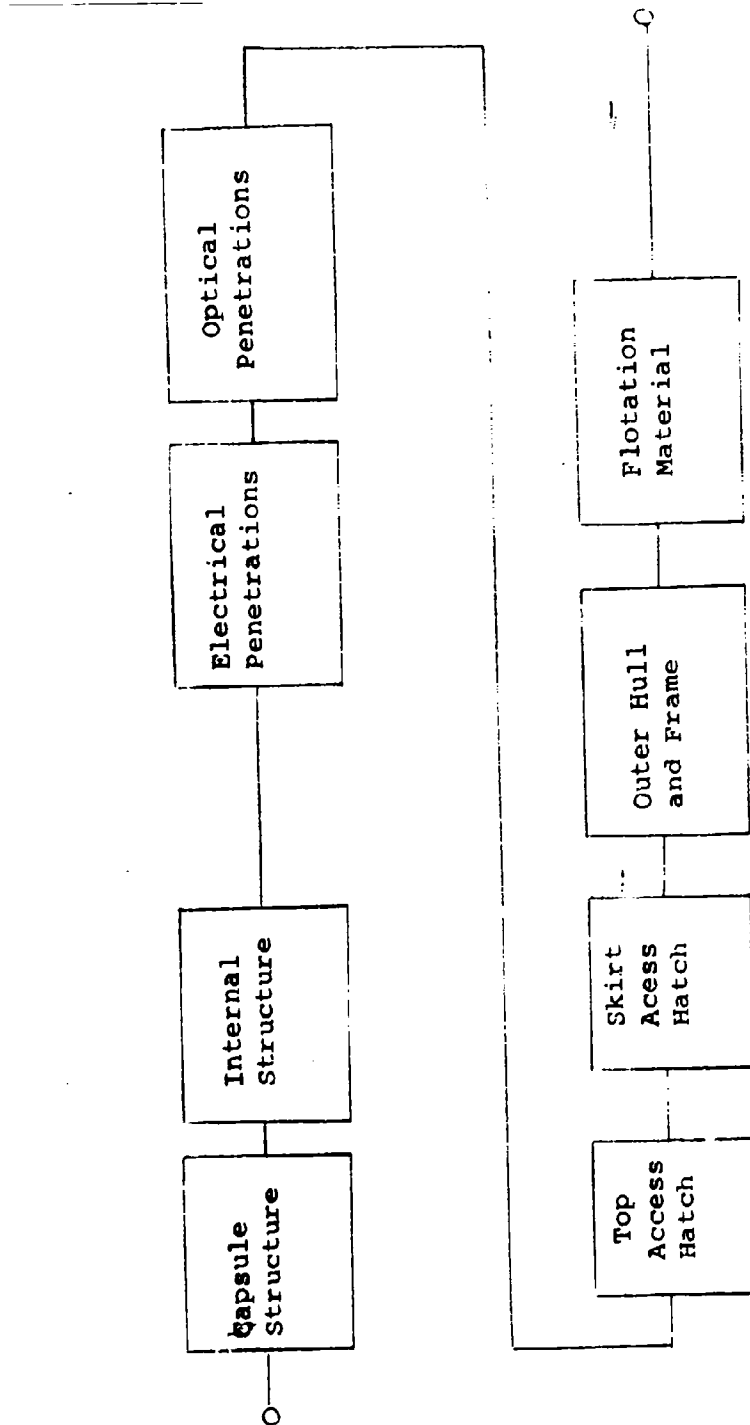 Capsule
Structure
Internal
Structure
Electrical
Penetrations
Optical
Penetrations
Top
Access
Hatch
Skirt
Acess
Hatch
Outer Hull
and Frame
Flotation
Material